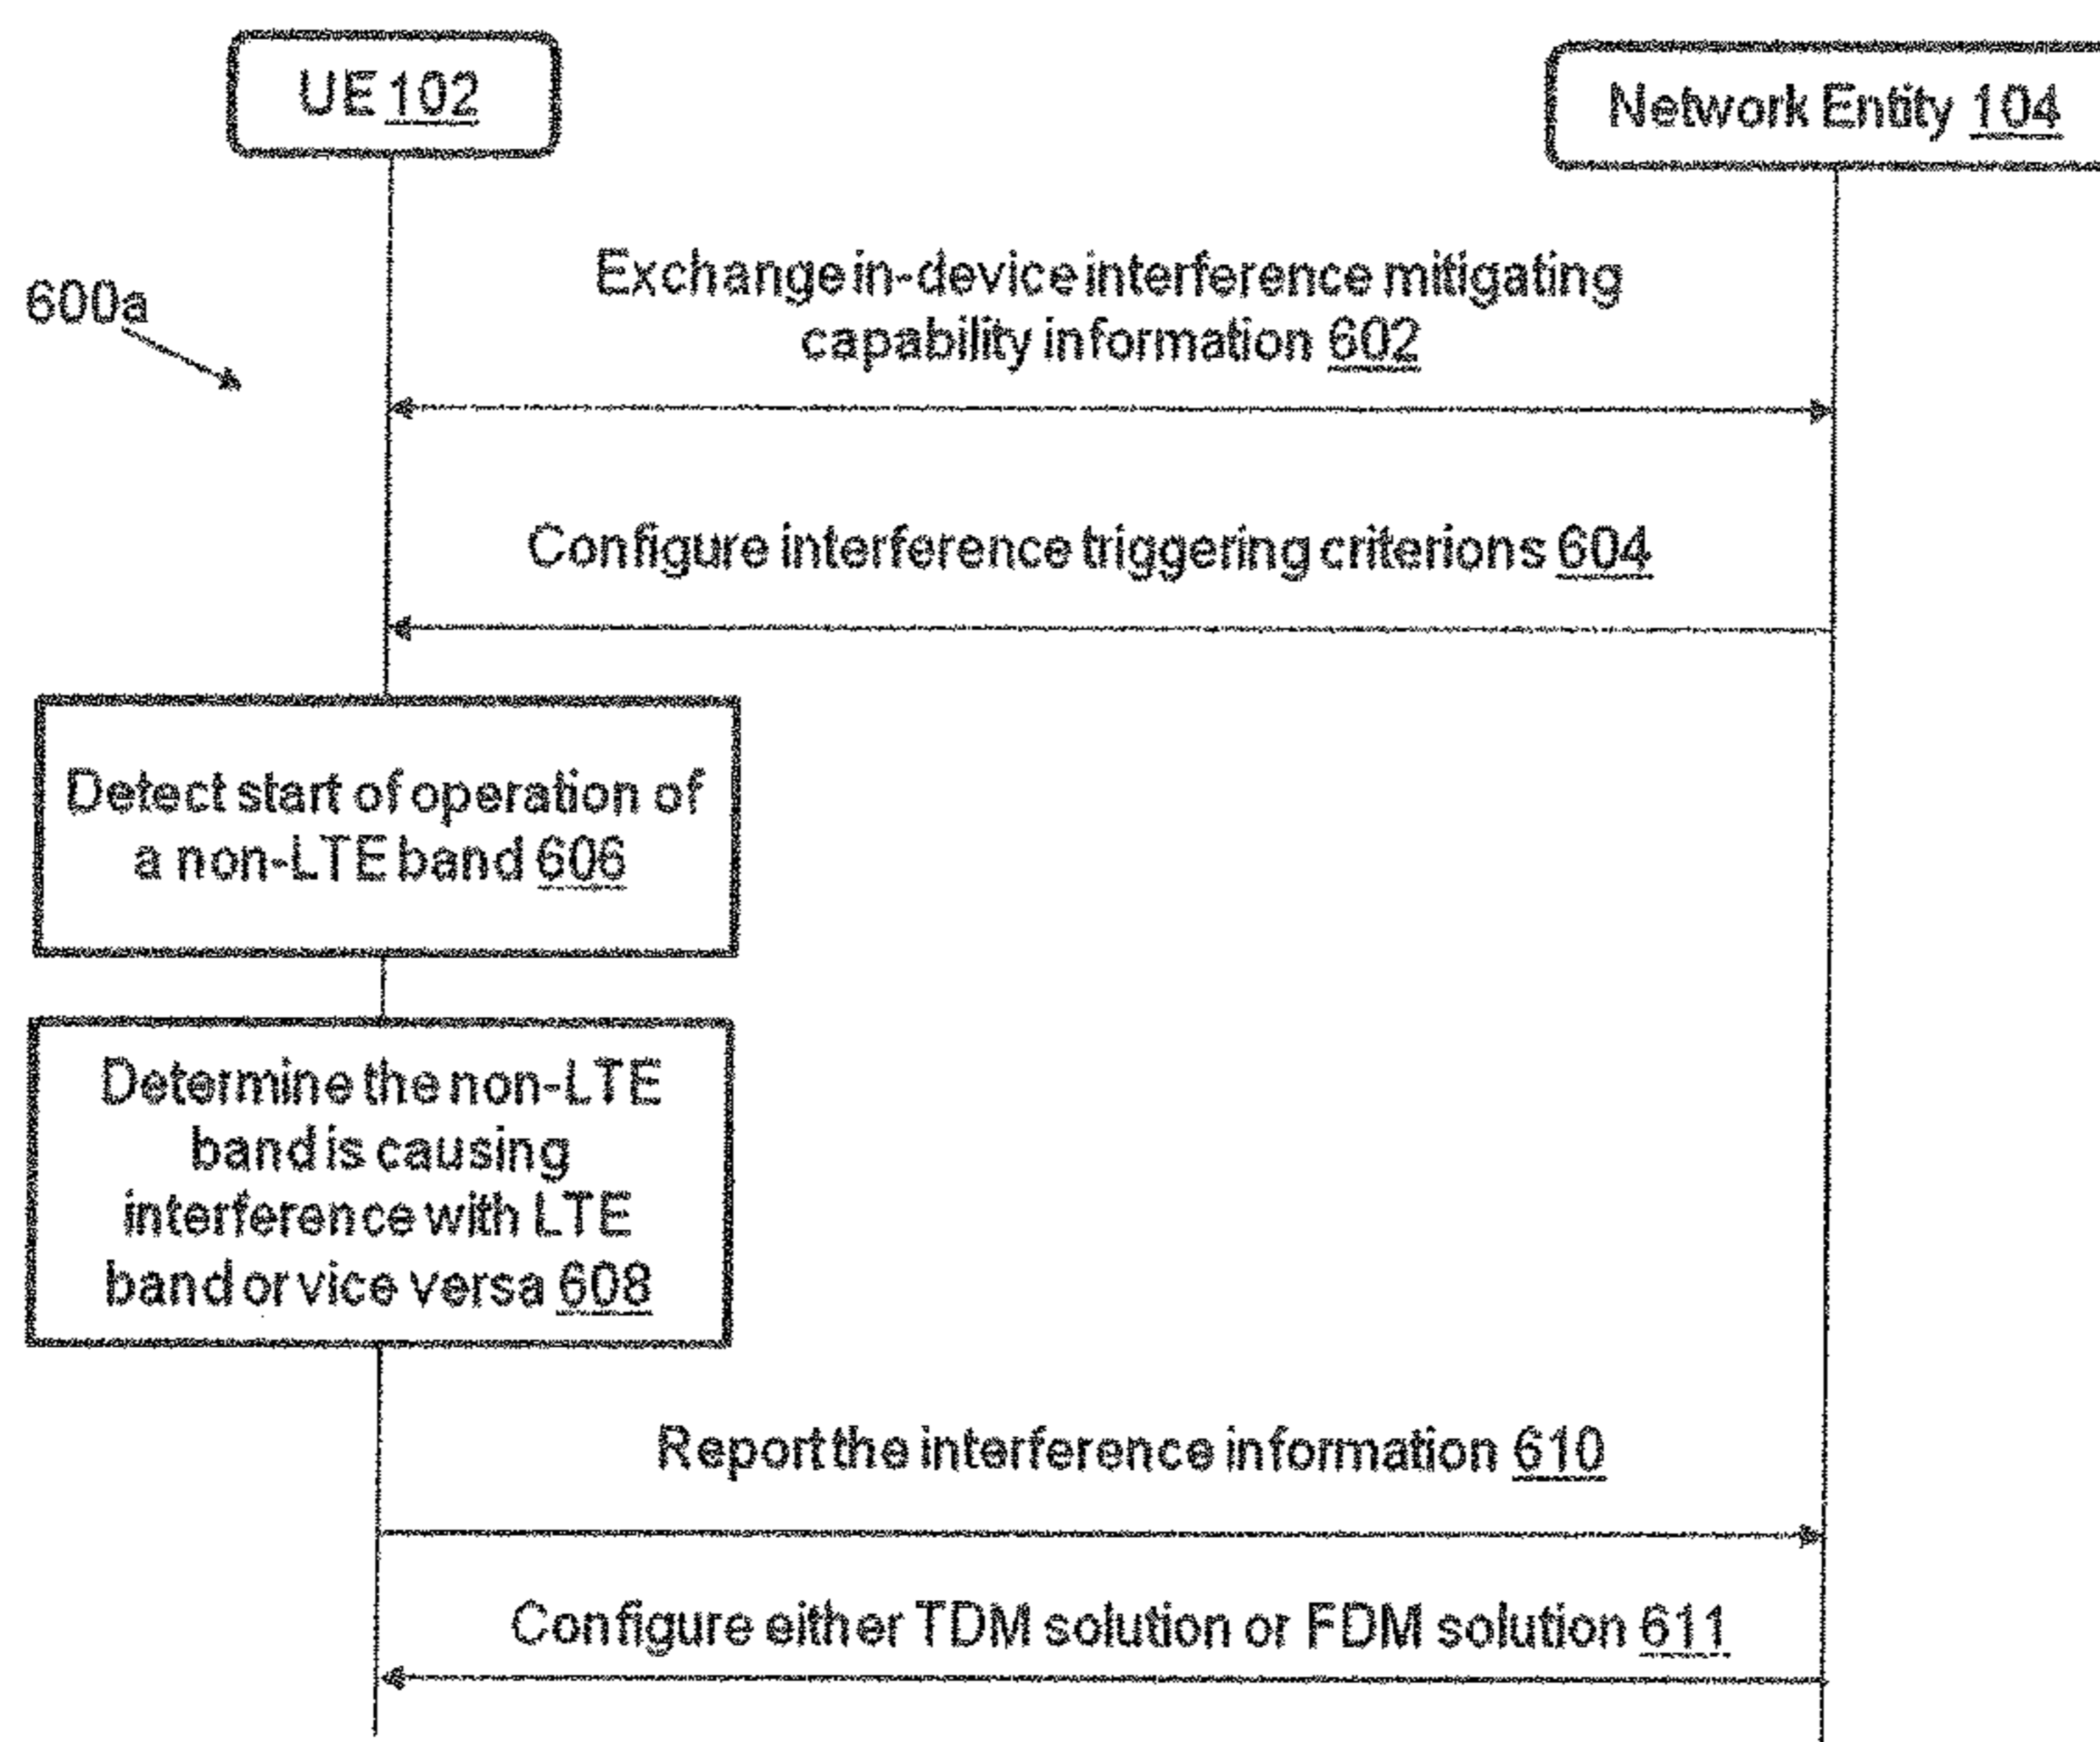 UE 102
Network Entity 104
600a
Exchange in-device interference mitigating
capability information 602
Configure interference triggering criterions 604
Detect start of operation of
a non-LTE band 606
Determine the non-LTE
band is causing
interference with LTE
band or vice versa 608
Report the interference information 610
Configure either TDM solution or FDM solution 611